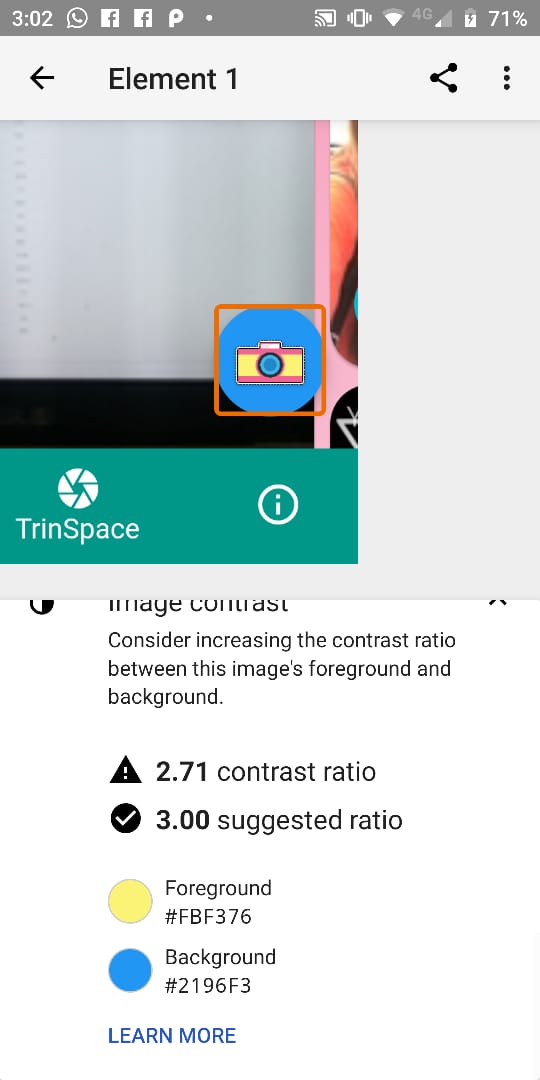 3:02 4G 71%
Element 1
TrinSpace
Image contrast
Consider increasing the contrast ratio
between this image's foreground and
background.
2.71 contrast ratio
3.00 suggested ratio
Foreground
#FBF376
Background
#2196F3
LEARN MORE